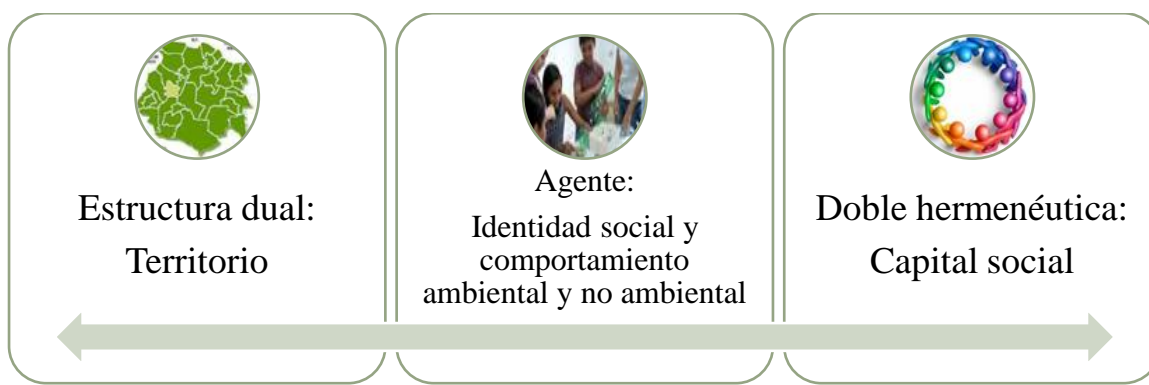 Estructura dual:
Territorio
Agente:
Identidad social y
comportamiento
ambiental y no ambiental
Doble hermenéutica:
Capital social